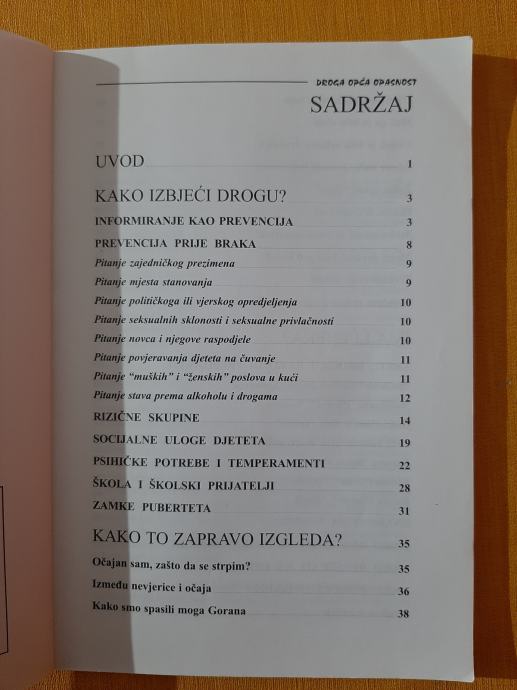 DROGA OPĆA OPASNOST
SADRŽAJ
UVOD 1
KAKO IZBJEĆI DROGU? 3
INFORMIRANJE KAO PREVENCIJA 3
PREVENCIJA PRIJE BRAKA 8
Pitanje zajedničkog prezimena 9
Pitanje mjesta stanovanja 9
Pitanje političkoga ili vjerskog opredjeljenja 10
Pitanje seksualnih sklonosti i seksualne privlačnosti 10
Pitanje novca i njegove raspodjele 10
Pitanje povjeravanja djeteta na čuvanje 11
Pitanje “muških” i “ženskih” poslova u kući 11
Pitanje stava prema alkoholu i drogama 12
RIZIČNE SKUPINE 14
SOCIJALNE ULOGE DJETETA 19
PSIHIČKE POTREBE I TEMPERAMENTI 22
ŠKOLA I ŠKOLSKI PRIJATELJI 28
ZAMKE PUBERTETA 31
KAKO TO ZAPRAVO IZGLEDA? 35
Očajan sam, zašto da se strpim? 35
Između nevjerice i očaja 36
Kako smo spasili moga Gorana 38